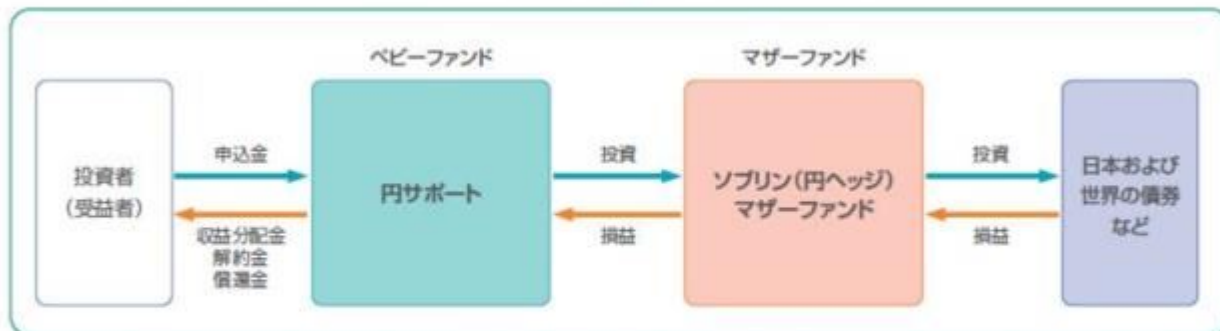 ベビーファンド
マザーファンド
投資者
(受益者)
申込金
収益分配金
解約金
償還金
円サポート
投資
損益
ソブリン(円ヘッジ)
マザーファンド
投資
損益
日本および
世界の債券
など